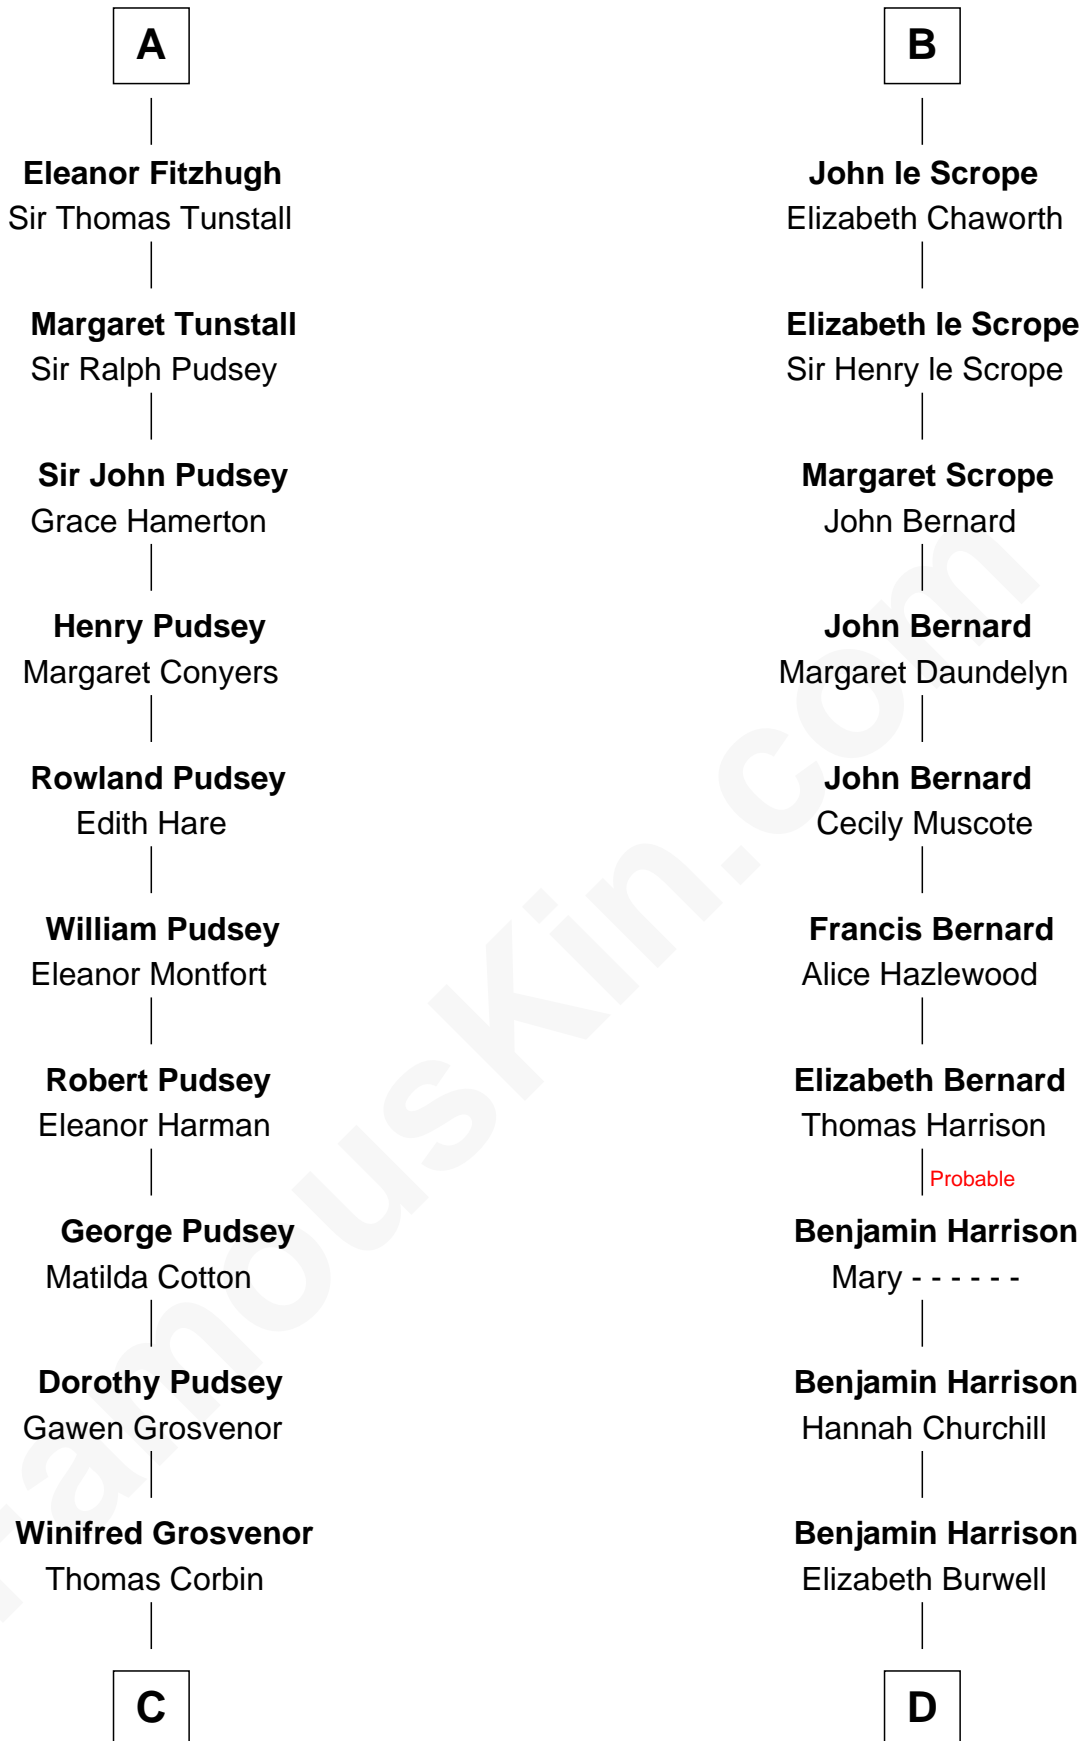 A
Eleanor Fitzhugh
Sir Thomas Tunstall
Margaret Tunstall
Sir Ralph Pudsey
Sir John Pudsey
Grace Hamerton
Henry Pudsey
Margaret Conyers
Rowland Pudsey
Edith Hare
William Pudsey
Eleanor Montfort
Robert Pudsey
Eleanor Harman
George Pudsey
Matilda Cotton
Dorothy Pudsey
Gawen Grosvenor
Winifred Grosvenor
Thomas Corbin
C
B
John le Scrope
Elizabeth Chaworth
Elizabeth le Scrope
Sir Henry le Scrope
Margaret Scrope
John Bernard
John Bernard
Margaret Daundelyn
John Bernard
Cecily Muscote
Francis Bernard
Alice Hazlewood
Elizabeth Bernard
Thomas Harrison
Probable
Benjamin Harrison
Mary - - - - - -
Benjamin Harrison
Hannah Churchill
Benjamin Harrison
Elizabeth Burwell
D
FamousKin.com